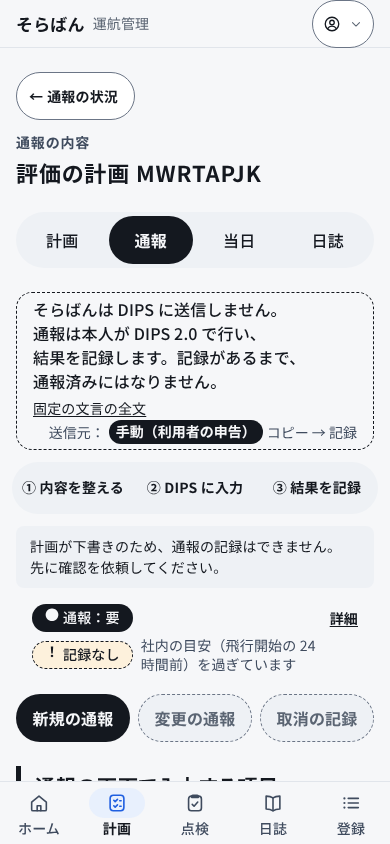 そらばん 運航管理
← 通報の状況
通報の内容
評価の計画 MWRTAPJK
計画 通報 当日 日誌
そらばんは DIPS に送信しません。
通報は本人が DIPS 2.0 で行い、
結果を記録します。記録があるまで、
通報済みにはなりません。
固定の文言の全文
送信元： 手動（利用者の申告） コピー → 記録
① 内容を整える ② DIPS に入力 ③ 結果を記録
計画が下書きのため、通報の記録はできません。
先に確認を依頼してください。
通報：要 詳細
! 記録なし 社内の目安（飛行開始の 24
時間前）を過ぎています
新規の通報 変更の通報 取消の記録
ホーム 計画 点検 日誌 登録